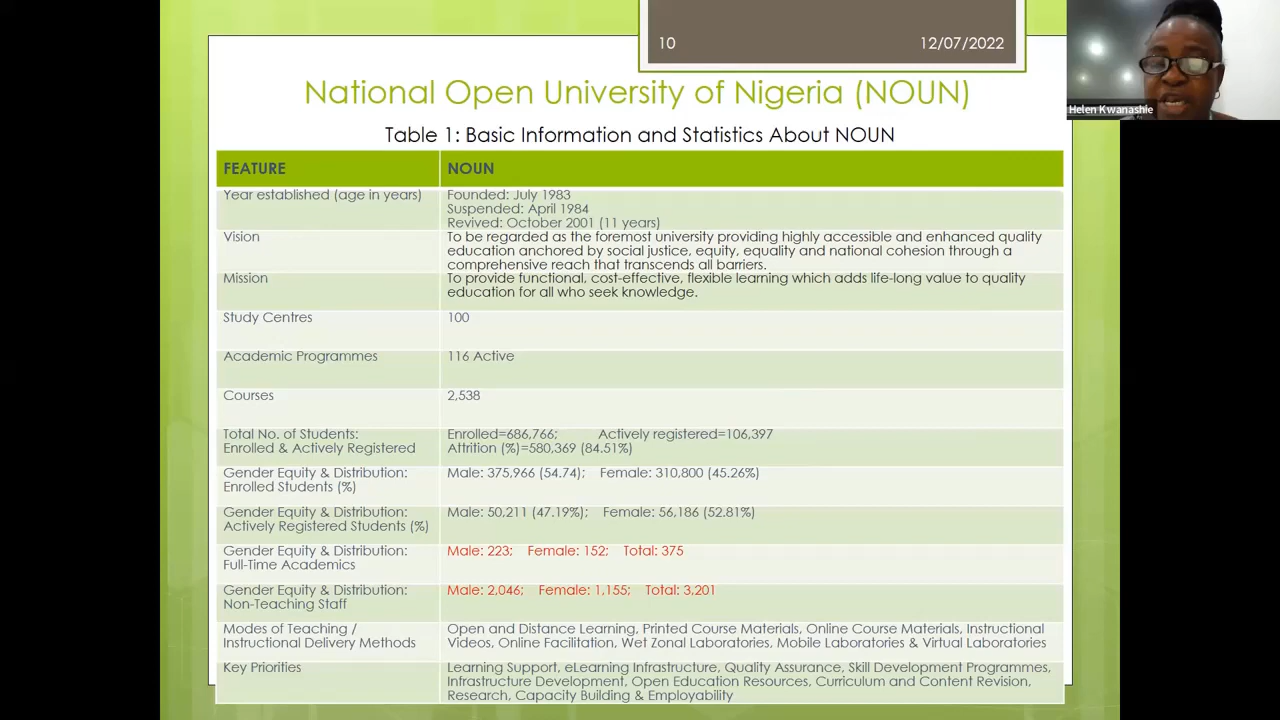 10
12/07/2022
Helen Kwanashie
National Open University of Nigeria (NOUN)
Table 1: Basic Information and Statistics About NOUN
FEATURE
NOUN
Year established (age in years)
Founded: July 1983
Suspended: April 1984
Revived: October 2001 (11 years)
Vision
To be regarded as the foremost university providing highly accessible and enhanced quality
education anchored by social justice, equity, equality and national cohesion through a
comprehensive reach that transcends all barriers.
Mission
To provide functional, cost-effective, flexible learning which adds life-long value to quality
education for all who seek knowledge.
Study Centres
100
Academic Programmes
116 Active
Courses
2,538
Total No. of Students:
Enrolled & Actively Registered
Enrolled=686,766; Actively registered=106,397
Attrition (%)=580,369 (84.51%)
Gender Equity & Distribution:
Enrolled Students (%)
Male: 375,966 (54.74); Female: 310,800 (45.26%)
Gender Equity & Distribution:
Actively Registered Students (%)
Male: 50,211 (47.19%); Female: 56,186 (52.81%)
Gender Equity & Distribution:
Full-Time Academics
Male: 223; Female: 152; Total: 375
Gender Equity & Distribution:
Non-Teaching Staff
Male: 2,046; Female: 1,155; Total: 3,201
Modes of Teaching /
Instructional Delivery Methods
Open and Distance Learning, Printed Course Materials, Online Course Materials, Instructional
Videos, Online Facilitation, Wet Zonal Laboratories, Mobile Laboratories & Virtual Laboratories
Key Priorities
Learning Support, eLearning Infrastructure, Quality Assurance, Skill Development Programmes,
Infrastructure Development, Open Education Resources, Curriculum and Content Revision,
Research, Capacity Building & Employability